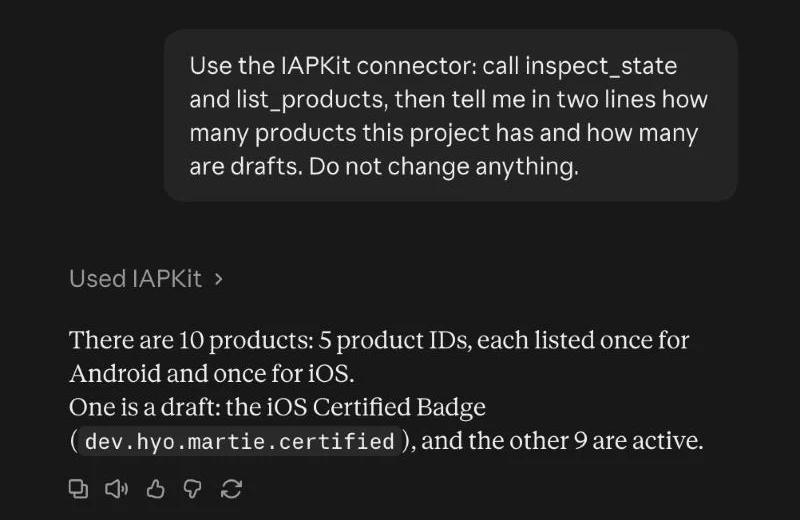 Use the IAPKit connector: call inspect_state
and list_products, then tell me in two lines how
many products this project has and how many
are drafts. Do not change anything.
Used IAPKit >
There are 10 products: 5 product IDs, each listed once for
Android and once for iOS.
One is a draft: the iOS Certified Badge
(dev.hyo.martie.certified), and the other 9 are active.